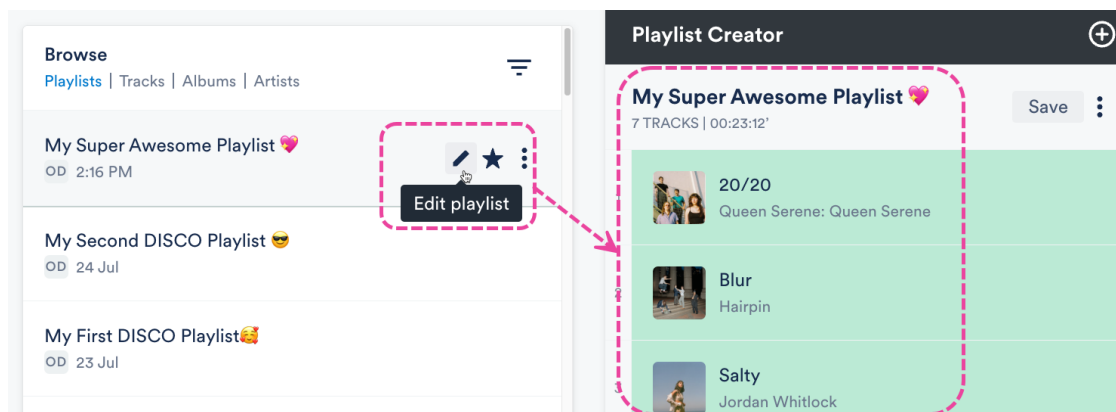 Browse
Playlists | Tracks | Albums | Artists
My Super Awesome Playlist 💖
OD 2:16 PM
Edit playlist
My Second DISCO Playlist 😎
OD 24 Jul
My First DISCO Playlist🥰
OD 23 Jul
Playlist Creator
My Super Awesome Playlist 💖
7 TRACKS | 00:23:12'
Save
20/20
Queen Serene: Queen Serene
2
Blur
Hairpin
3
Salty
Jordan Whitlock